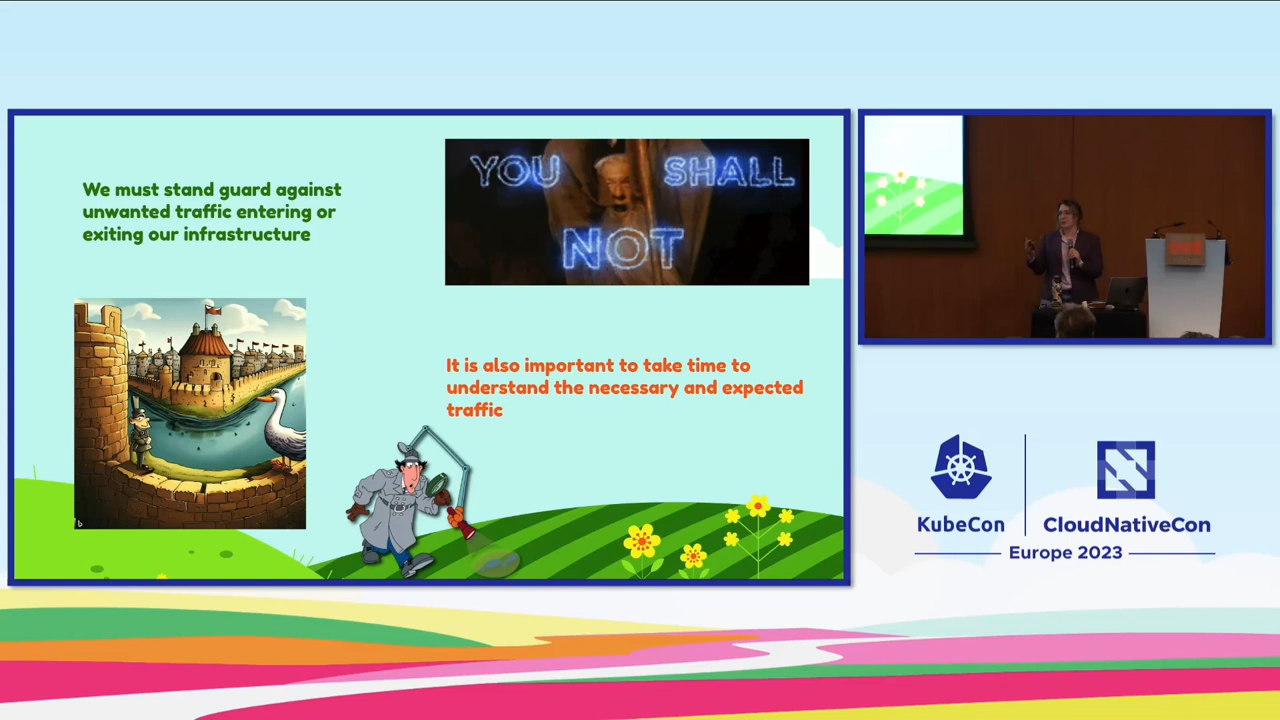 We must stand guard against
unwanted traffic entering or
exiting our infrastructure
YOU SHALL
NOT
It is also important to take time to
understand the necessary and expected
traffic
KubeCon
CloudNativeCon
Europe 2023